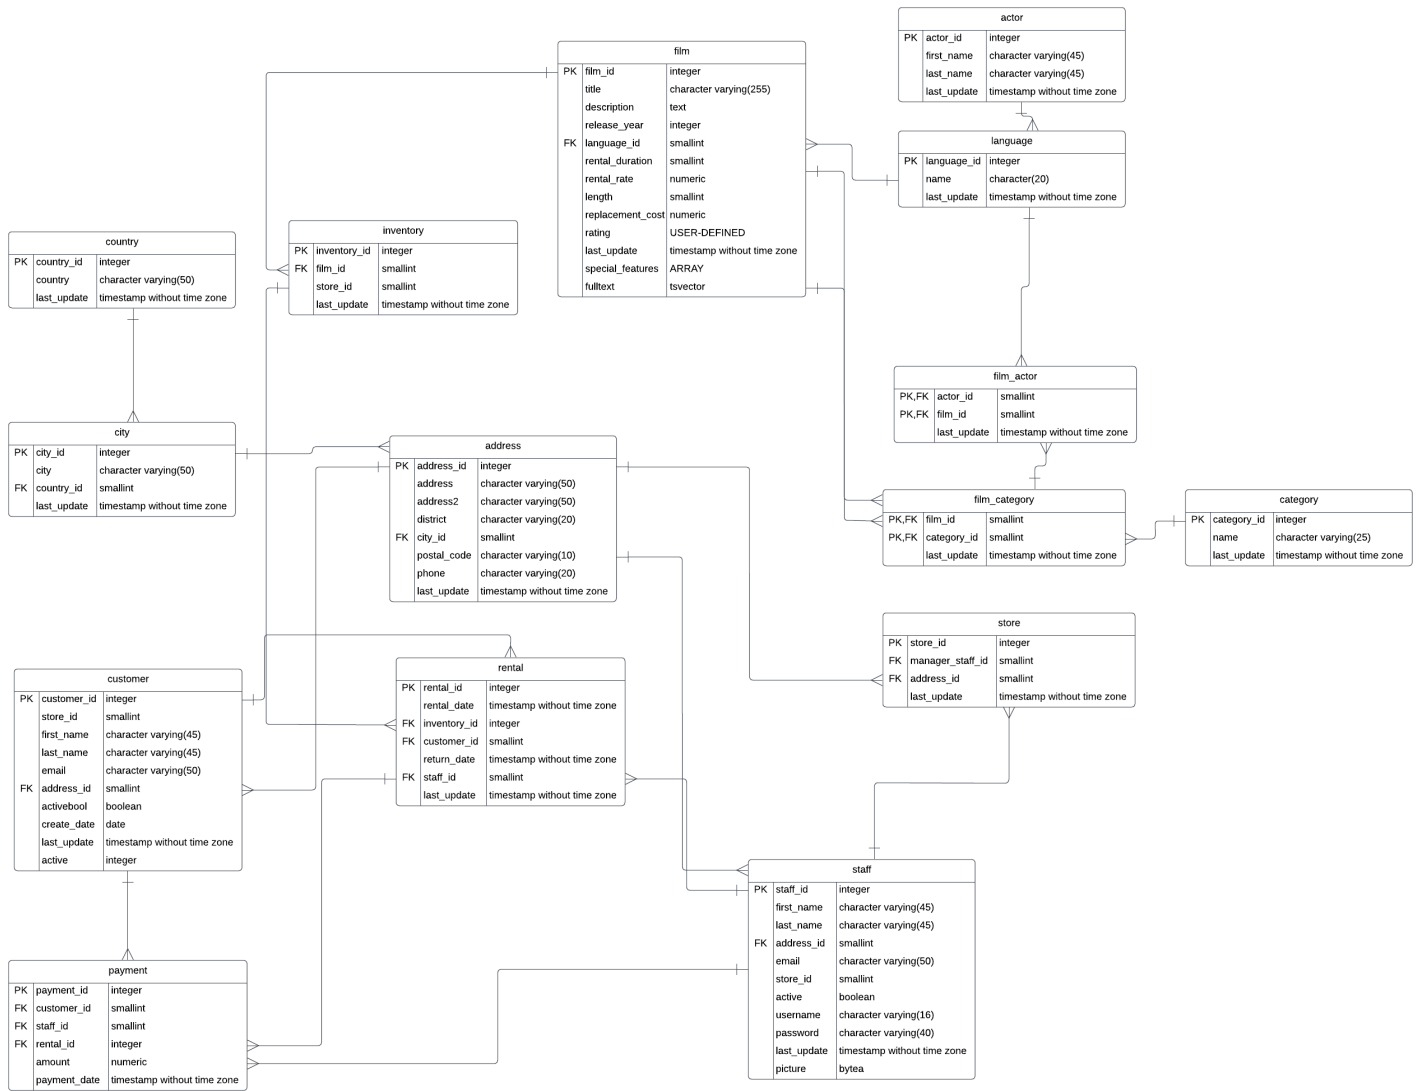 actor
PK actor_id integer
first_name character varying(45)
last_name character varying(45)
last_update timestamp without time zone
film
PK film_id integer
title character varying(255)
description text
release_year integer
FK language_id smallint
rental_duration smallint
rental_rate numeric
length smallint
replacement_cost numeric
rating USER-DEFINED
last_update timestamp without time zone
special_features ARRAY
fulltext tsvector
language
PK language_id integer
name character(20)
last_update timestamp without time zone
country
PK country_id integer
country character varying(50)
last_update timestamp without time zone
inventory
PK inventory_id integer
FK film_id smallint
store_id smallint
last_update timestamp without time zone
film_actor
PK,FK actor_id smallint
PK,FK film_id smallint
last_update timestamp without time zone
city
PK city_id integer
city character varying(50)
FK country_id smallint
last_update timestamp without time zone
address
PK address_id integer
address character varying(50)
address2 character varying(50)
district character varying(20)
FK city_id smallint
postal_code character varying(10)
phone character varying(20)
last_update timestamp without time zone
film_category
PK,FK film_id smallint
PK,FK category_id smallint
last_update timestamp without time zone
category
PK category_id integer
name character varying(25)
last_update timestamp without time zone
store
PK store_id integer
FK manager_staff_id smallint
FK address_id smallint
last_update timestamp without time zone
customer
PK customer_id integer
store_id smallint
first_name character varying(45)
last_name character varying(45)
email character varying(50)
FK address_id smallint
activebool boolean
create_date date
last_update timestamp without time zone
active integer
rental
PK rental_id integer
rental_date timestamp without time zone
FK inventory_id integer
FK customer_id smallint
return_date timestamp without time zone
FK staff_id smallint
last_update timestamp without time zone
staff
PK staff_id integer
first_name character varying(45)
last_name character varying(45)
FK address_id smallint
email character varying(50)
store_id smallint
active boolean
username character varying(16)
password character varying(40)
last_update timestamp without time zone
picture bytea
payment
PK payment_id integer
FK customer_id smallint
FK staff_id smallint
FK rental_id integer
amount numeric
payment_date timestamp without time zone